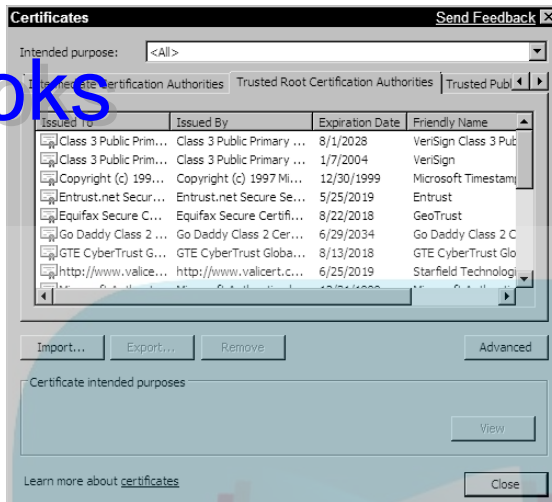 Certificates Send Feedback
Intended purpose: <All>
oks
Intermediate Certification Authorities Trusted Root Certification Authorities Trusted Publ
Issued To Issued By Expiration Date Friendly Name
Class 3 Public Prim... Class 3 Public Primary ... 8/1/2028 VeriSign Class 3 Pub
Class 3 Public Prim... Class 3 Public Primary ... 1/7/2004 VeriSign
Copyright (c) 199... Copyright (c) 1997 Mi... 12/30/1999 Microsoft Timestam
Entrust.net Secur... Entrust.net Secure Se... 5/25/2019 Entrust
Equifax Secure C... Equifax Secure Certifi... 8/22/2018 GeoTrust
Go Daddy Class 2 ... Go Daddy Class 2 Cer... 6/29/2034 Go Daddy Class 2 C
GTE CyberTrust G... GTE CyberTrust Globa... 8/13/2018 GTE CyberTrust Glo
http://www.valice... http://www.valicert.c... 6/25/2019 Starfield Technologi
Import... Export... Remove Advanced
Certificate intended purposes
View
Learn more about certificates
Close